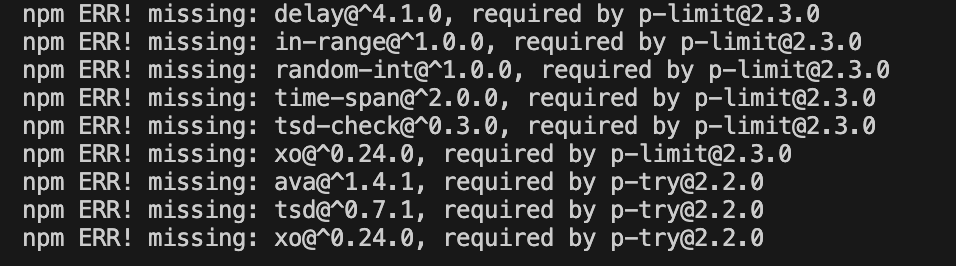 npm ERR! missing: delay@^4.1.0, required by p-limit@2.3.0
npm ERR! missing: in-range@^1.0.0, required by p-limit@2.3.0
npm ERR! missing: random-int@^1.0.0, required by p-limit@2.3.0
npm ERR! missing: time-span@^2.0.0, required by p-limit@2.3.0
npm ERR! missing: tsd-check@^0.3.0, required by p-limit@2.3.0
npm ERR! missing: xo@^0.24.0, required by p-limit@2.3.0
npm ERR! missing: ava@^1.4.1, required by p-try@2.2.0
npm ERR! missing: tsd@^0.7.1, required by p-try@2.2.0
npm ERR! missing: xo@^0.24.0, required by p-try@2.2.0